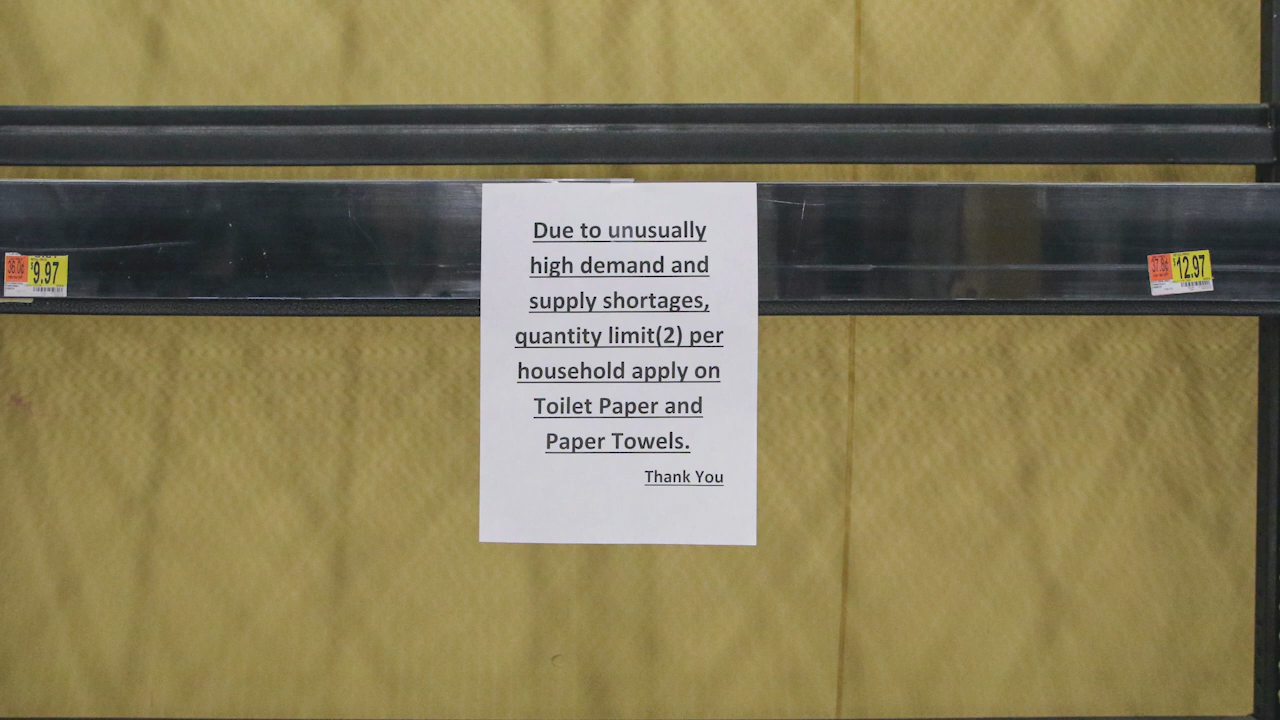 Due to unusually
high demand and
supply shortages,
quantity limit(2) per
household apply on
Toilet Paper and
Paper Towels.
Thank You
$9.97
$12.97